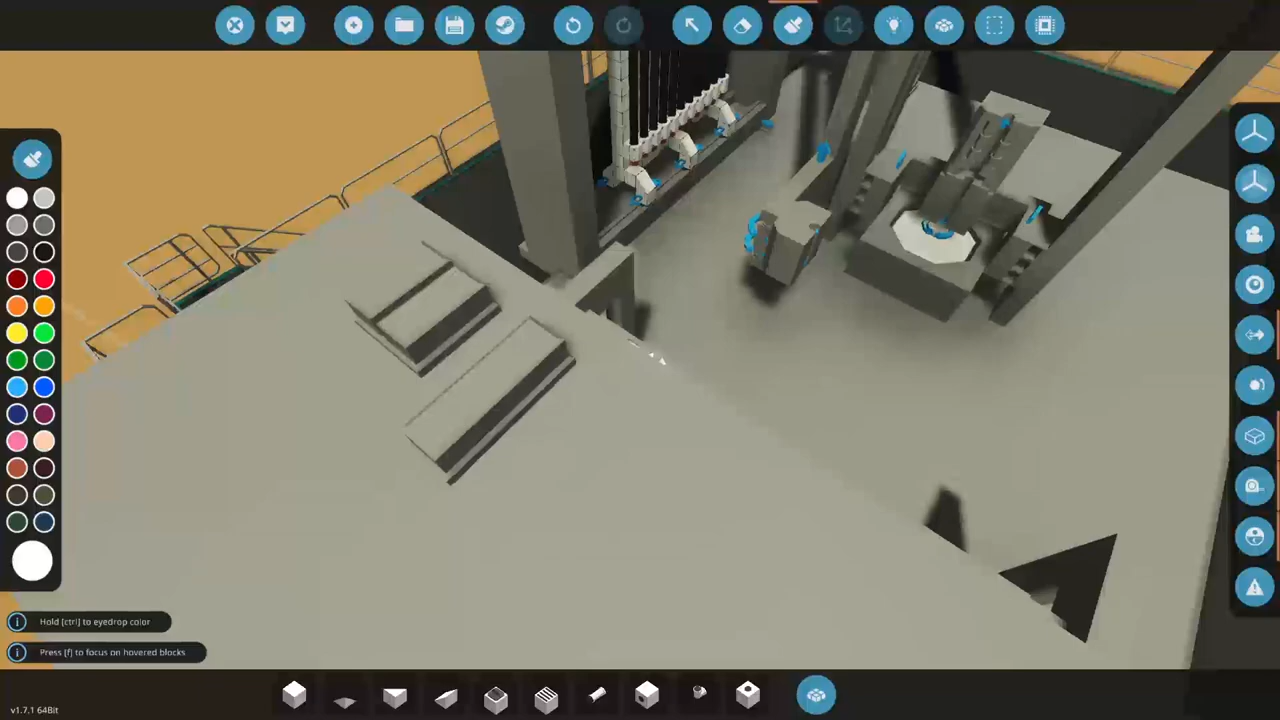 Hold [ctrl] to eyedrop color
Press [f] to focus on hovered blocks
v1.7.1 64Bit